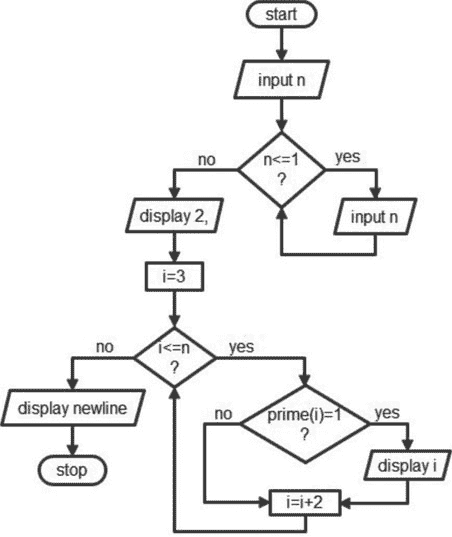 start
input n
n<=1
?
no
yes
display 2,
input n
i=3
i<=n
?
no
yes
display newline
prime(i)=1
?
no
yes
stop
display i
i=i+2